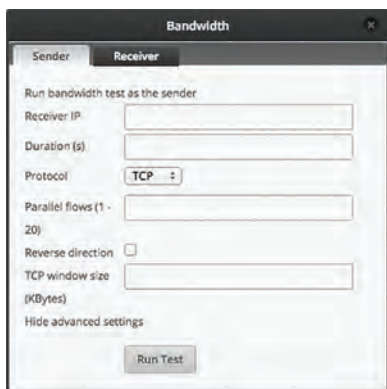 Bandwidth
Sender Receiver
Run bandwidth test as the sender
Receiver IP
Duration (s)
Protocol TCP
Parallel flows (1 -
20)
Reverse direction
TCP window size
(KBytes)
Hide advanced settings
Run Test